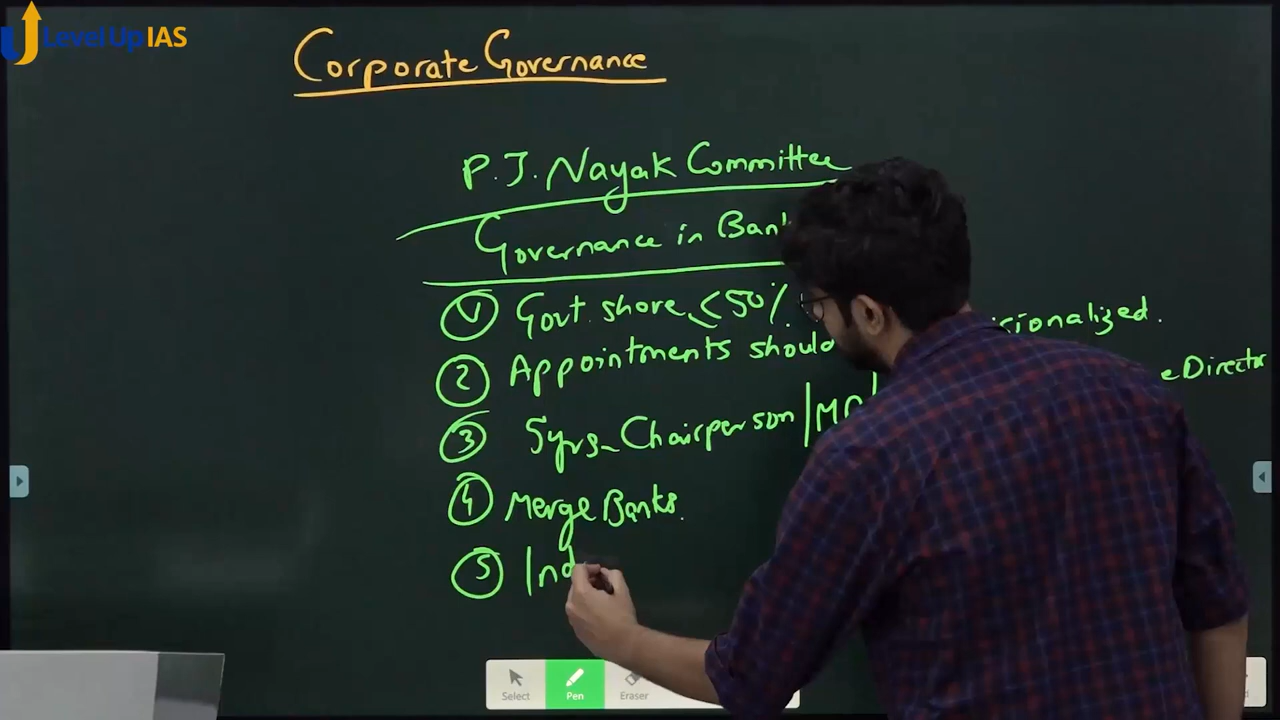 Level Up IAS
Corporate Governance
P.J. Nayak Committee
Governance in Ban
① Govt. share <50%
② Appointments should
③ 5yrs - Chairperson/MD/ e Director
④ Merge Banks.
⑤ Ind
Select Pen Eraser